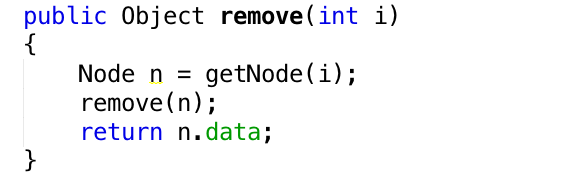 public Object remove(int i)
{
Node n = getNode(i);
remove(n);
return n.data;
}